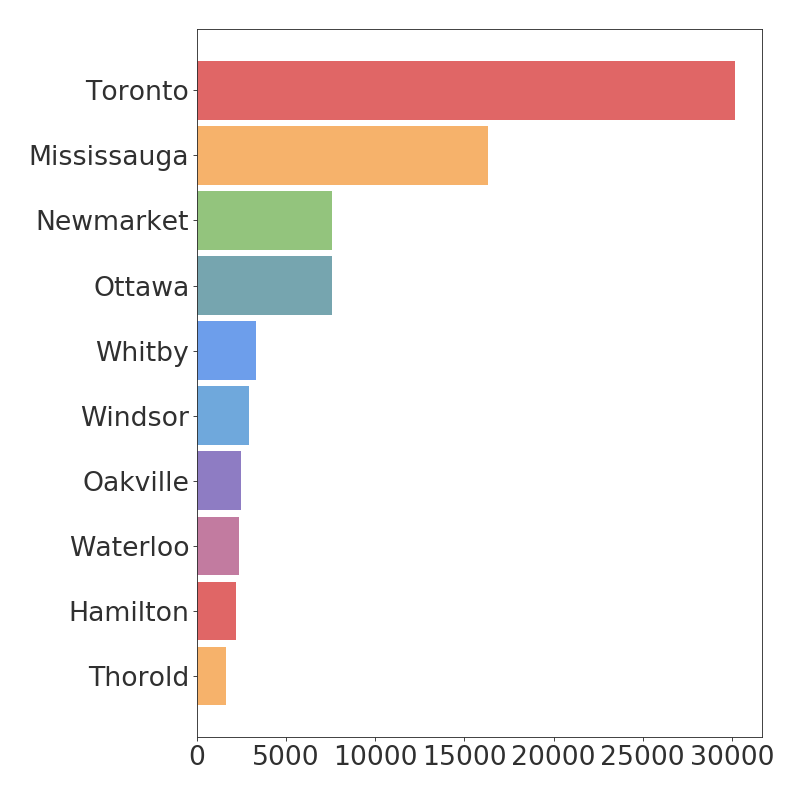 Toronto
Mississauga
Newmarket
Ottawa
Whitby
Windsor
Oakville
Waterloo
Hamilton
Thorold
0 5000 10000 15000 20000 25000 30000